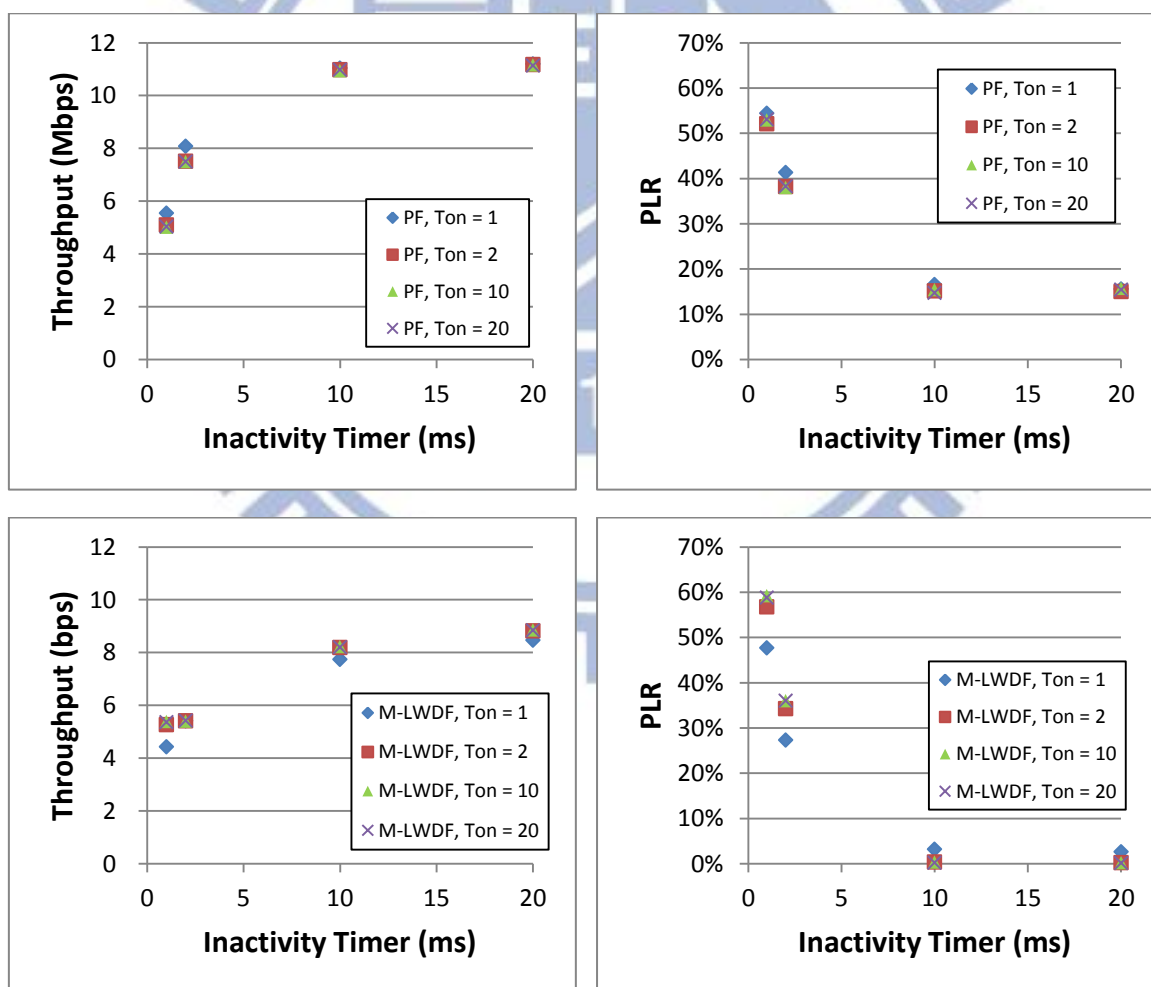 Throughput (Mbps)
12
10
8
6
4
2
0
0 5 10 15 20
Inactivity Timer (ms)
PF, Ton = 1
PF, Ton = 2
PF, Ton = 10
PF, Ton = 20
PLR
70%
60%
50%
40%
30%
20%
10%
0%
0 5 10 15 20
Inactivity Timer (ms)
PF, Ton = 1
PF, Ton = 2
PF, Ton = 10
PF, Ton = 20
Throughput (bps)
12
10
8
6
4
2
0
0 5 10 15 20
Inactivity Timer (ms)
M-LWDF, Ton = 1
M-LWDF, Ton = 2
M-LWDF, Ton = 10
M-LWDF, Ton = 20
PLR
70%
60%
50%
40%
30%
20%
10%
0%
0 5 10 15 20
Inactivity Timer (ms)
M-LWDF, Ton = 1
M-LWDF, Ton = 2
M-LWDF, Ton = 10
M-LWDF, Ton = 20